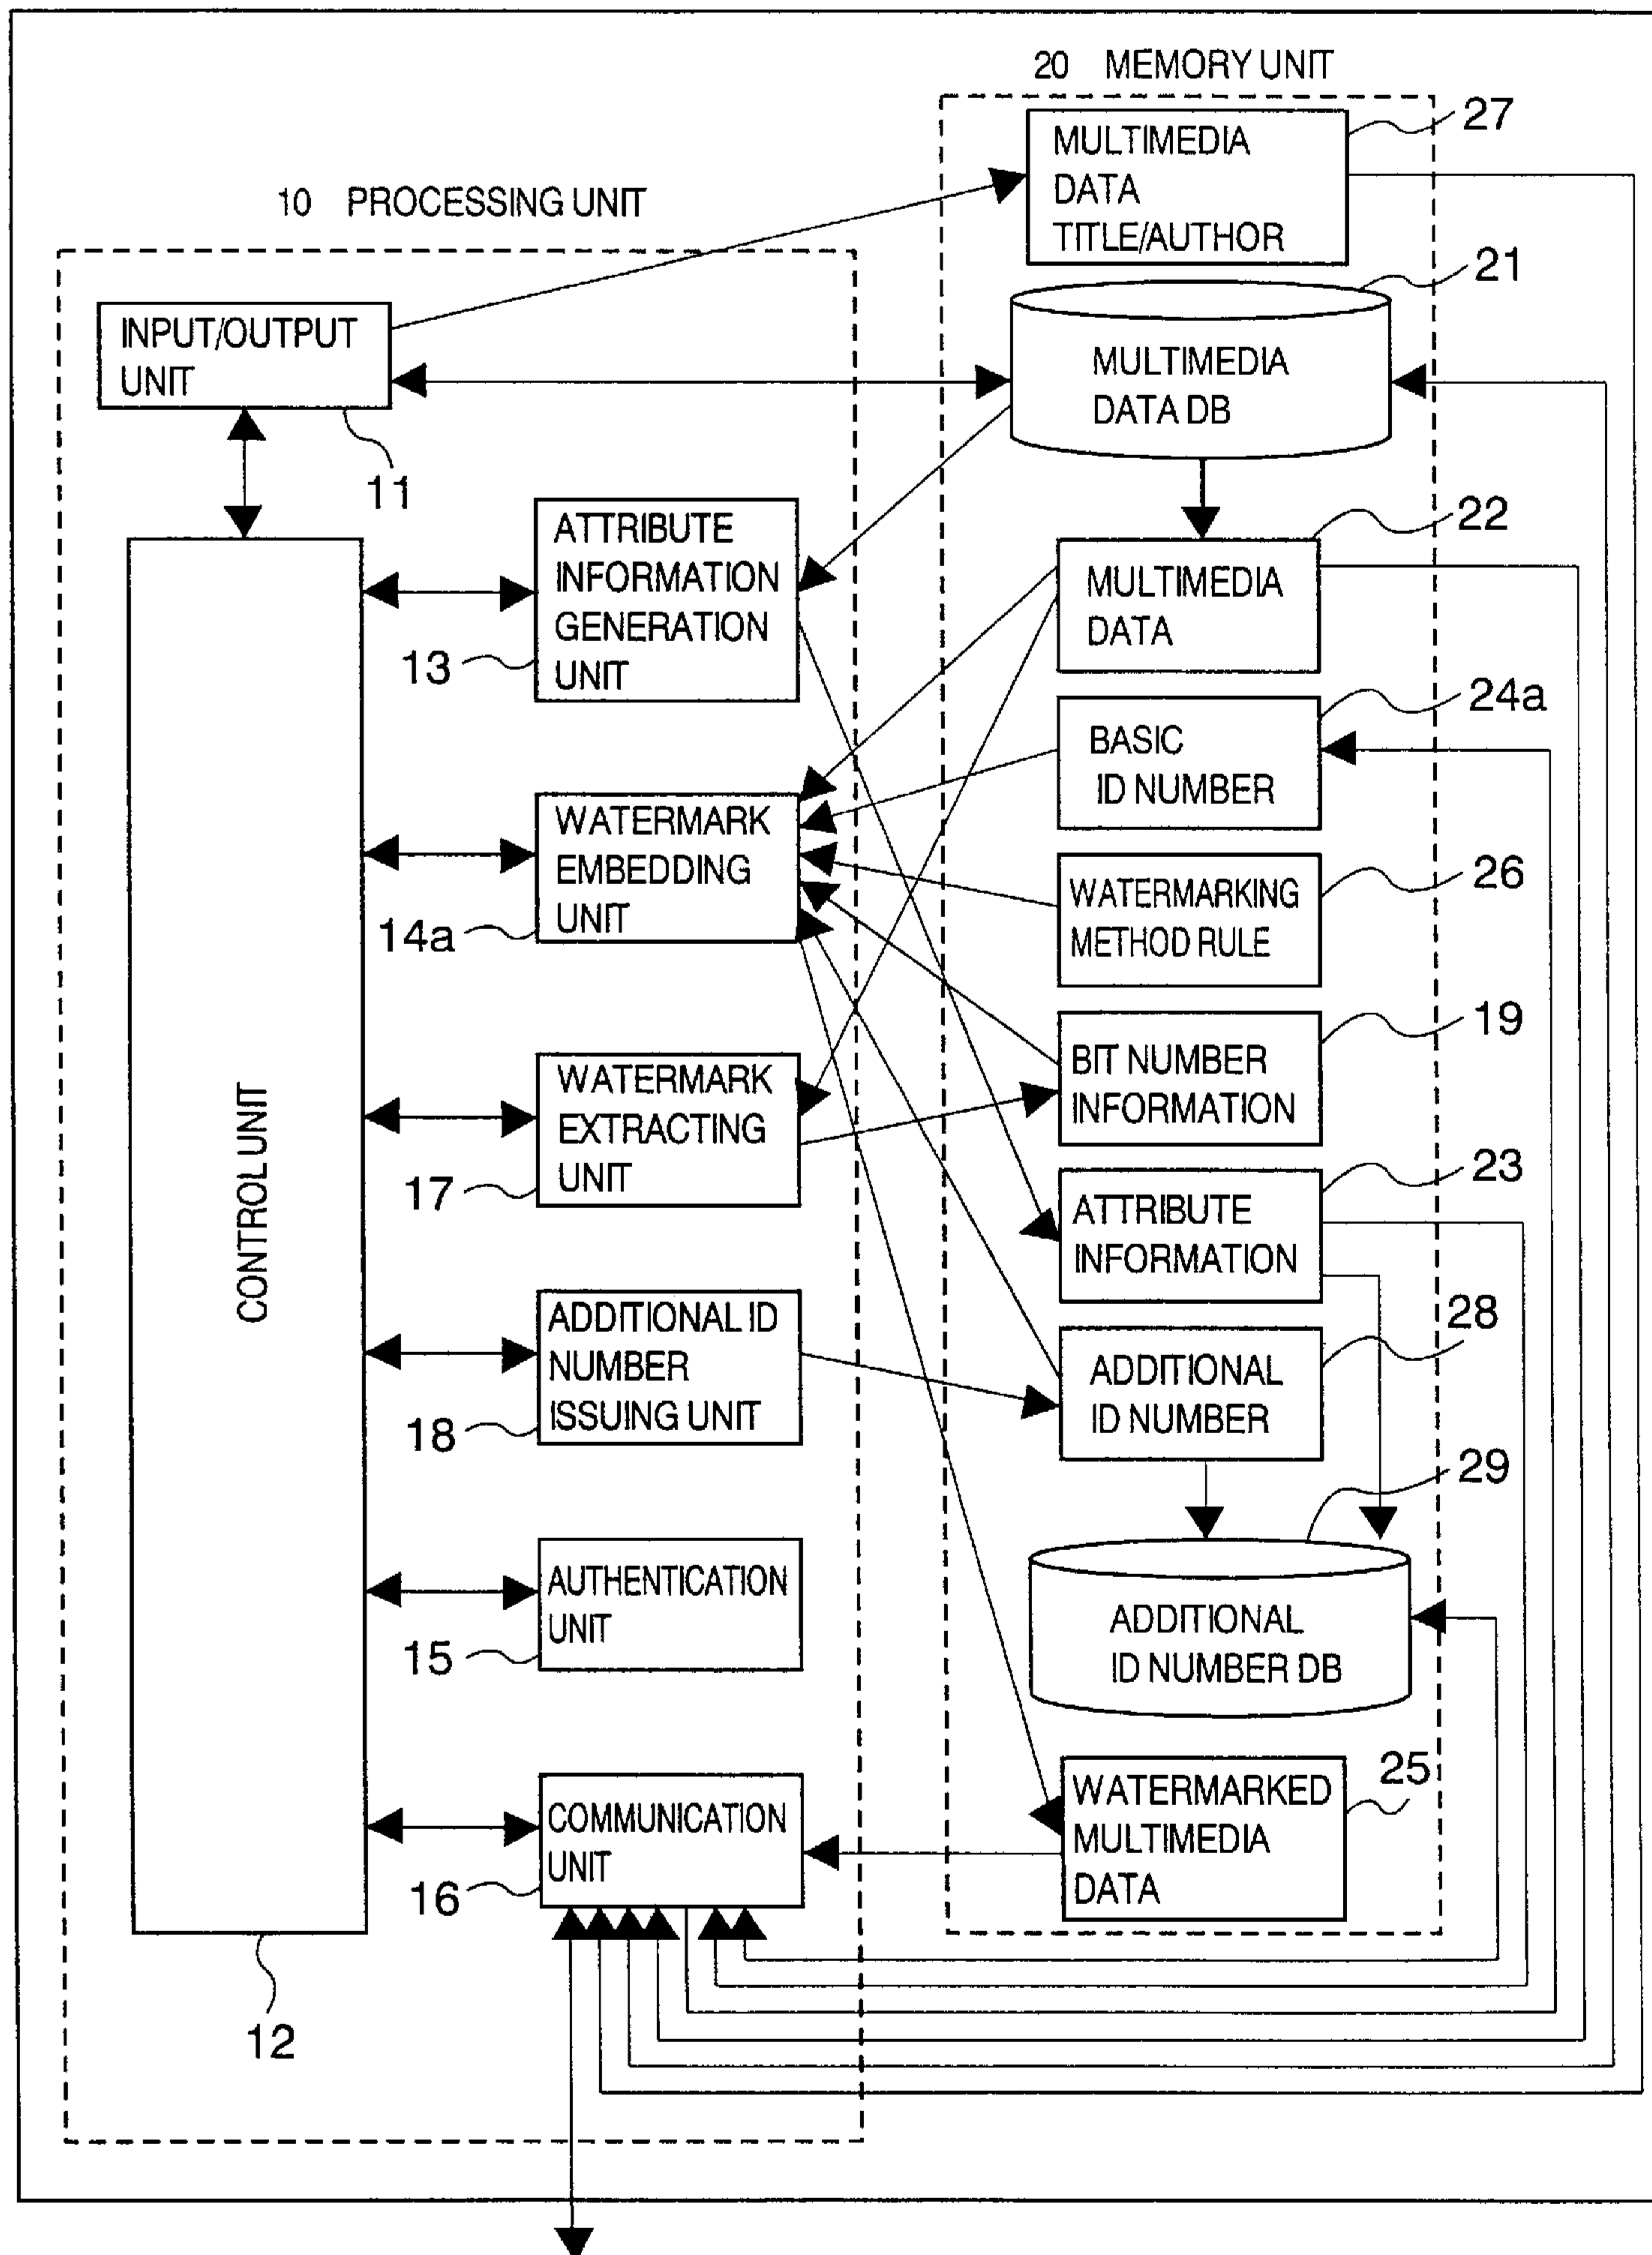 20 MEMORY UNIT
27
MULTIMEDIA
DATA
TITLE/AUTHOR
10 PROCESSING UNIT
21
INPUT/OUTPUT
UNIT
MULTIMEDIA
DATA DB
11
22
ATTRIBUTE
INFORMATION
GENERATION
UNIT
13
MULTIMEDIA
DATA
24a
BASIC
ID NUMBER
WATERMARK
EMBEDDING
UNIT
14a
26
WATERMARKING
METHOD RULE
19
BIT NUMBER
INFORMATION
WATERMARK
EXTRACTING
UNIT
17
CONTROL UNIT
23
ATTRIBUTE
INFORMATION
28
ADDITIONAL ID
NUMBER
ISSUING UNIT
18
ADDITIONAL
ID NUMBER
29
AUTHENTICATION
UNIT
15
ADDITIONAL
ID NUMBER DB
25
WATERMARKED
MULTIMEDIA
DATA
COMMUNICATION
UNIT
16
12